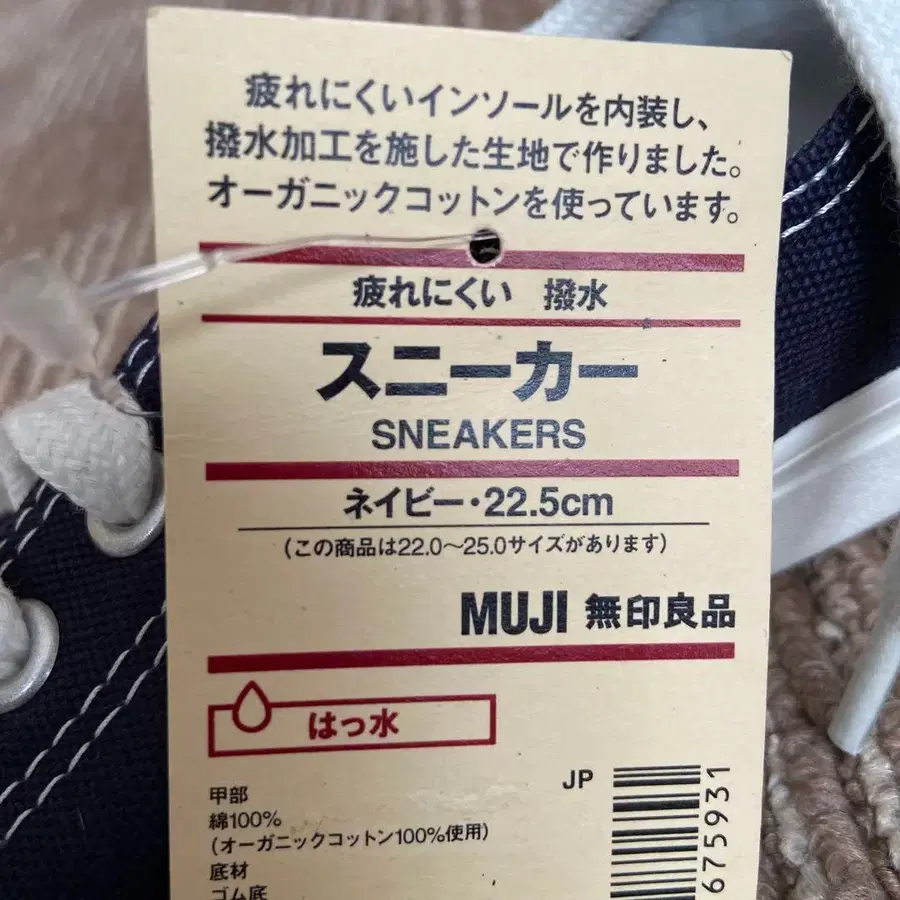 疲れにくいインソールを内装し、
撥水加工を施した生地で作りました。
オーガニックコットンを使っています。
疲れにくい 撥水
スニーカー
SNEAKERS
ネイビー・22.5cm
(この商品は22.0〜25.0サイズがあります)
MUJI 無印良品
はっ水
甲部
綿100%
(オーガニックコットン100%使用)
底材
ゴム底
JP
675931